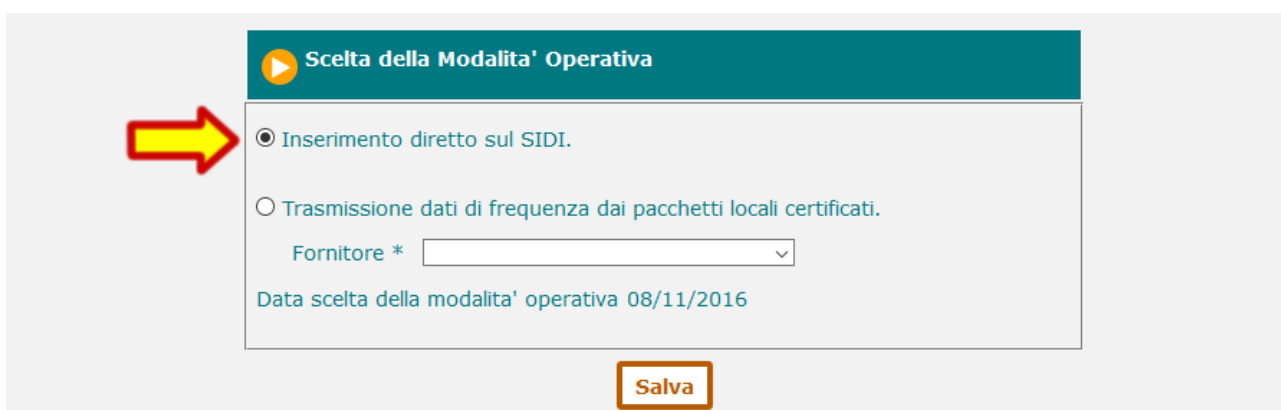 Scelta della Modalita' Operativa
Inserimento diretto sul SIDI.
Trasmissione dati di frequenza dai pacchetti locali certificati.
Fornitore *
Data scelta della modalita' operativa 08/11/2016
Salva